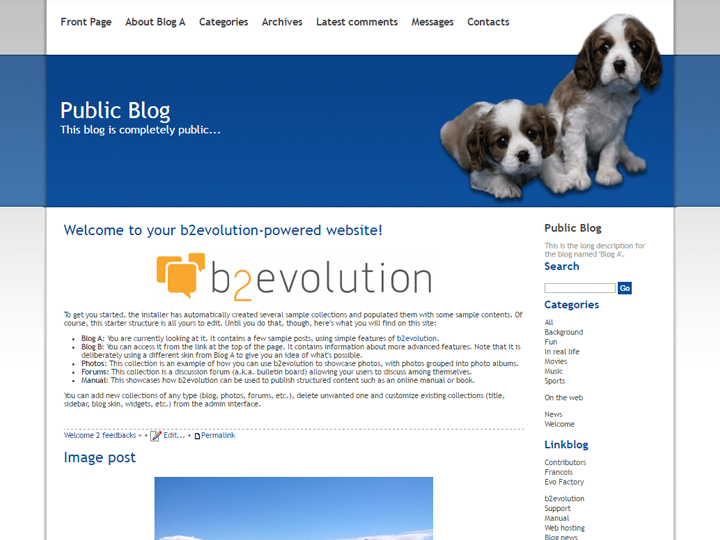 Front Page About Blog A Categories Archives Latest comments Messages Contacts
Public Blog
This blog is completely public...
Welcome to your b2evolution-powered website!
b2evolution
To get you started, the installer has automatically created several sample collections and populated them with some sample contents. Of
course, this starter structure is all yours to edit. Until you do that, though, here's what you will find on this site:
• Blog A: You are currently looking at it. It contains a few sample posts, using simple features of b2evolution.
• Blog B: You can access it from the link at the top of the page. It contains information about more advanced features. Note that it is
deliberately using a different skin from Blog A to give you an idea of what's possible.
• Photos: This collection is an example of how you can use b2evolution to showcase photos, with photos grouped into photo albums.
• Forums: This collection is a discussion forum (a.k.a. bulletin board) allowing your users to discuss among themselves.
• Manual: This showcases how b2evolution can be used to publish structured content such as an online manual or book.
You can add new collections of any type (blog, photos, forums, etc.), delete unwanted one and customize existing collections (title,
sidebar, blog skin, widgets, etc.) from the admin interface.
Welcome 2 feedbacks » • Edit... • Permalink
Image post
Public Blog
This is the long description for
the blog named 'Blog A'.
Search
Go
Categories
All
Background
Fun
In real life
Movies
Music
Sports
On the web
News
Welcome
Linkblog
Contributors
Francois
Evo Factory
b2evolution
Support
Manual
Web hosting
Blog news